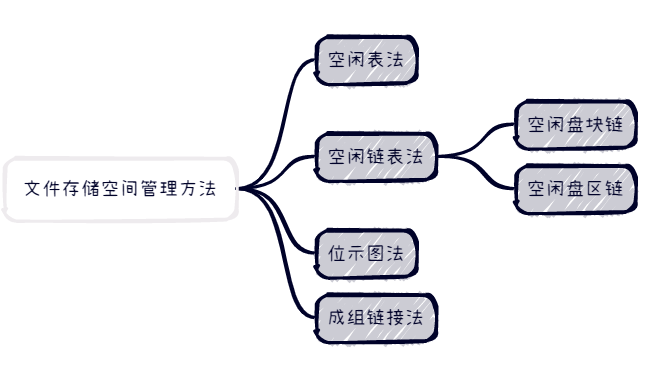 文件存储空间管理方法
空闲表法
空闲链表法
空闲盘块链
空闲盘区链
位示图法
成组链接法